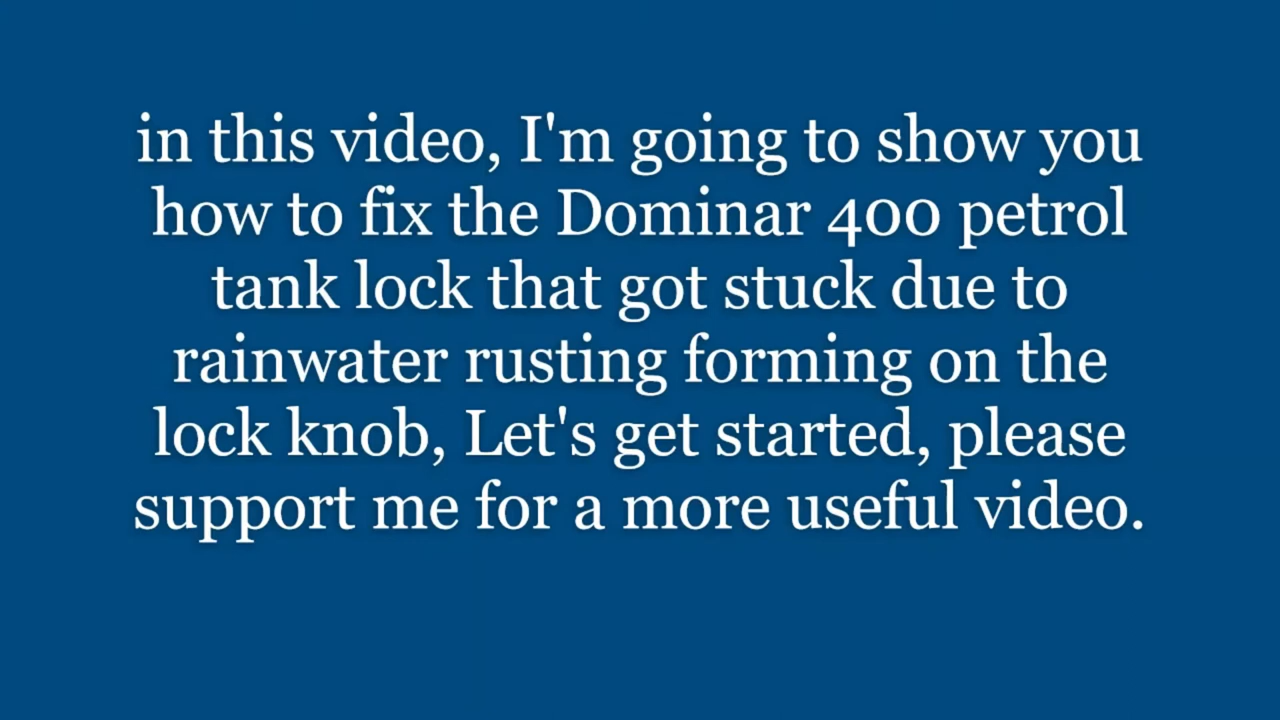 in this video, I'm going to show you
how to fix the Dominar 400 petrol
tank lock that got stuck due to
rainwater rusting forming on the
lock knob, Let's get started, please
support me for a more useful video.